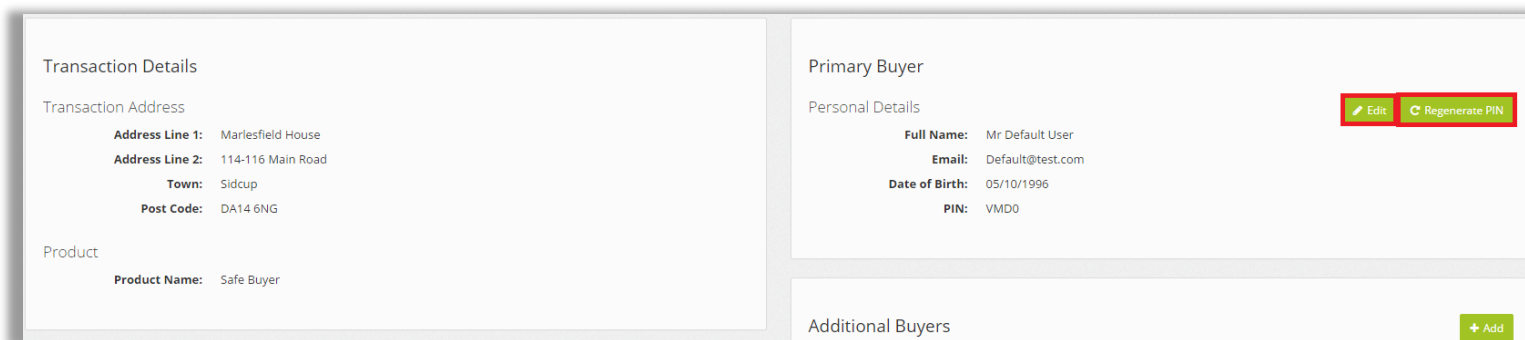 Transaction Details
Transaction Address
Address Line 1: Marlesfield House
Address Line 2: 114-116 Main Road
Town: Sidcup
Post Code: DA14 6NG
Product
Product Name: Safe Buyer
Primary Buyer
Personal Details
Edit
Regenerate PIN
Full Name: Mr Default User
Email: Default@test.com
Date of Birth: 05/10/1996
PIN: VMD0
Additional Buyers
+ Add